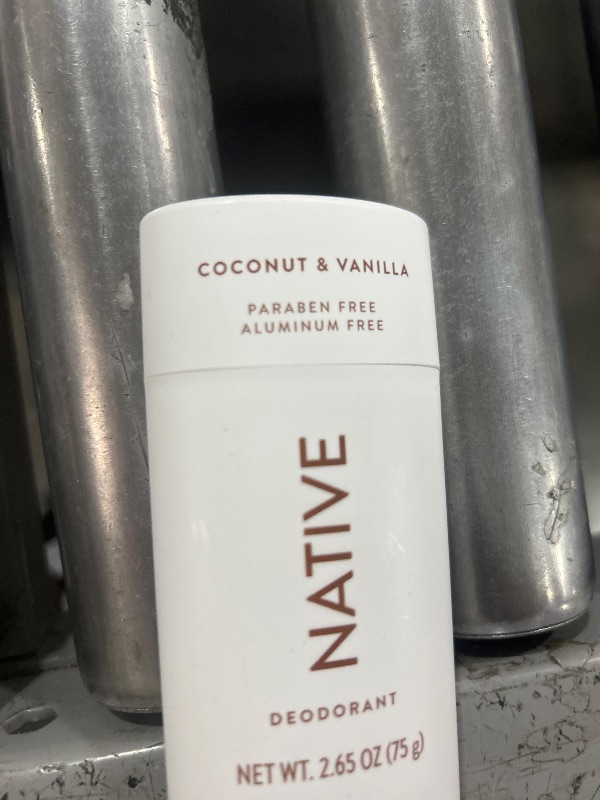 COCONUT & VANILLA
PARABEN FREE
ALUMINUM FREE
NATIVE
DEODORANT
NET WT. 2.65 OZ (75 g)